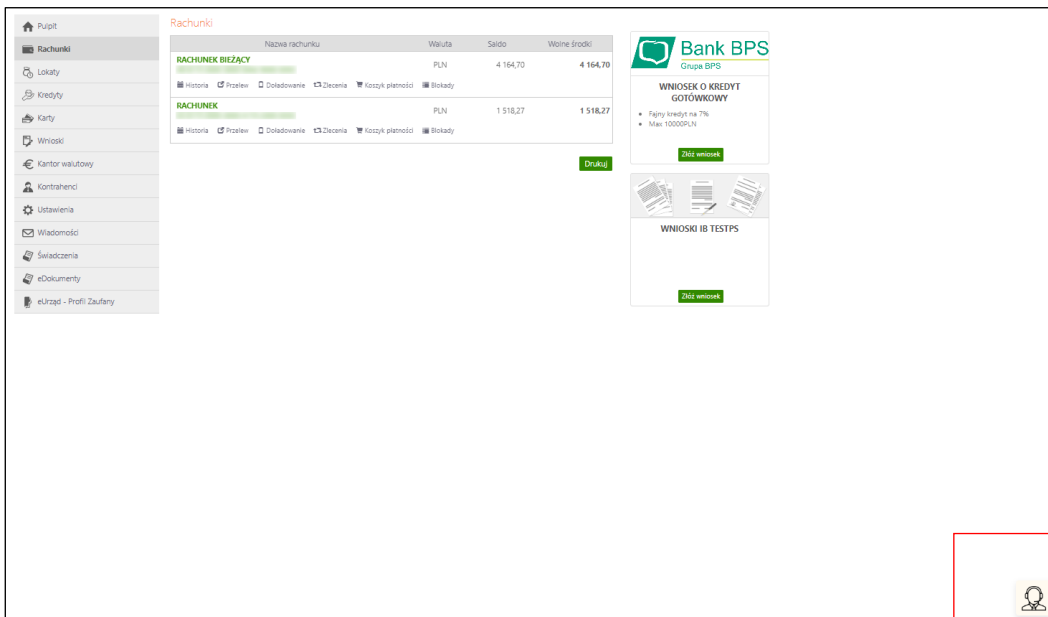 Pulpit
Rachunki
Lokaty
Kredyty
Karty
Wnioski
Kantor walutowy
Kontrahenci
Ustawienia
Wiadomości
Świadczenia
eDokumenty
eUrząd - Profil Zaufany
Rachunki
Nazwa rachunku Waluta Saldo Wolne środki
RACHUNEK BIEŻĄCY
PLN 4 164,70 4 164,70
Historia Przelew Doładowanie Zlecenia Koszyk płatności Blokady
RACHUNEK
PLN 1 518,27 1 518,27
Historia Przelew Doładowanie Zlecenia Koszyk płatności Blokady
Drukuj
Bank BPS
Grupa BPS
WNIOSEK O KREDYT
GOTÓWKOWY
Fajny kredyt na 7%
Max 10000PLN
Złóż wniosek
WNIOSKI IB TESTPS
Złóż wniosek